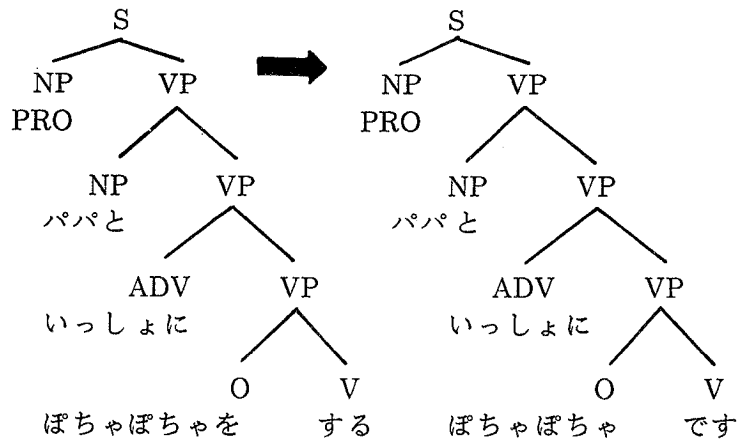 S S
NP VP NP VP
PRO PRO
NP VP NP VP
パパと パパと
ADV VP ADV VP
いっしょに いっしょに
O V O V
ぽちゃぽちゃを する ぽちゃぽちゃ です